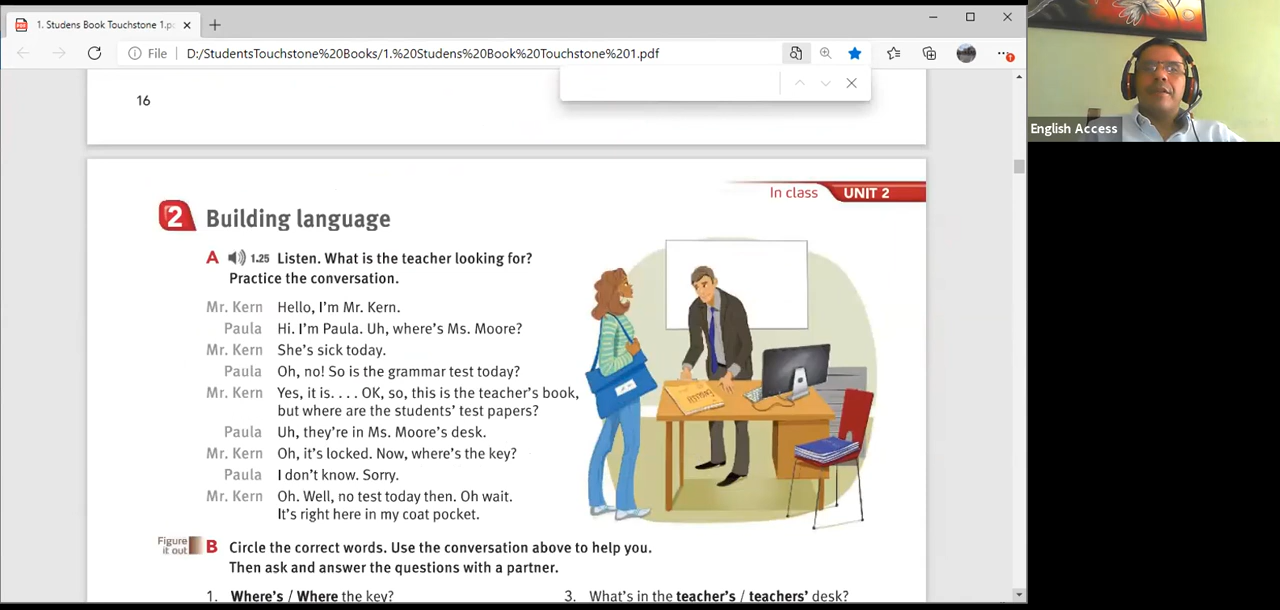 1. Studens Book Touchstone 1.p
File
D:/StudentsTouchstone%20Books/1.%20Studens%20Book%20Touchstone%201.pdf
English Access
16
In class UNIT 2
2 Building language
A 1.25 Listen. What is the teacher looking for?
Practice the conversation.
Mr. Kern Hello, I'm Mr. Kern.
Paula Hi. I'm Paula. Uh, where's Ms. Moore?
Mr. Kern She's sick today.
Paula Oh, no! So is the grammar test today?
Mr. Kern Yes, it is. . . . OK, so, this is the teacher's book,
but where are the students' test papers?
Paula Uh, they're in Ms. Moore's desk.
Mr. Kern Oh, it's locked. Now, where's the key?
Paula I don't know. Sorry.
Mr. Kern Oh. Well, no test today then. Oh wait.
It's right here in my coat pocket.
Figure
it out
B Circle the correct words. Use the conversation above to help you.
Then ask and answer the questions with a partner.
1. Where's / Where the key?
3. What's in the teacher's / teachers' desk?